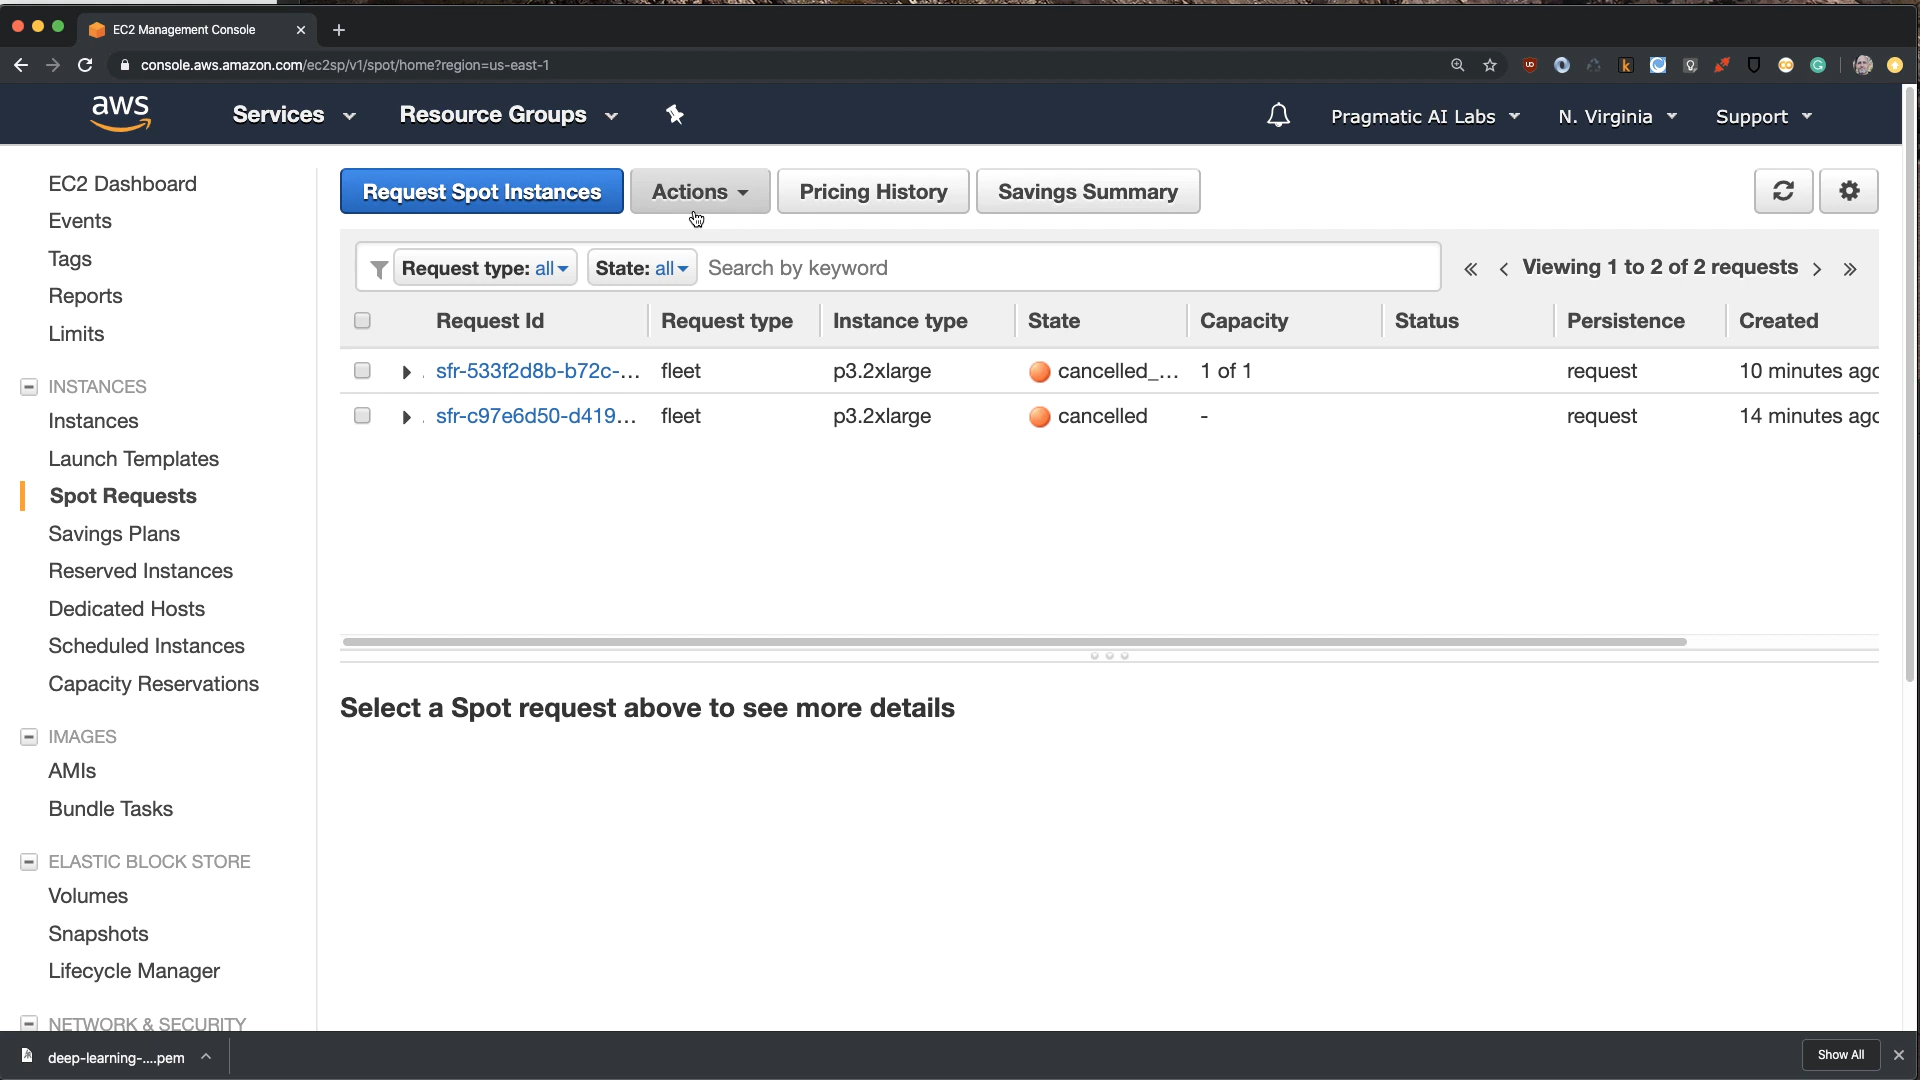 EC2 Management Console
console.aws.amazon.com/ec2sp/v1/spot/home?region=us-east-1
aws
Services
Resource Groups
Pragmatic AI Labs
N. Virginia
Support
EC2 Dashboard
Events
Tags
Reports
Limits
INSTANCES
Instances
Launch Templates
Spot Requests
Savings Plans
Reserved Instances
Dedicated Hosts
Scheduled Instances
Capacity Reservations
IMAGES
AMIs
Bundle Tasks
ELASTIC BLOCK STORE
Volumes
Snapshots
Lifecycle Manager
NETWORK & SECURITY
Request Spot Instances
Actions
Pricing History
Savings Summary
Request type: all
State: all
Search by keyword
Viewing 1 to 2 of 2 requests
Request Id Request type Instance type State Capacity Status Persistence Created
sfr-533f2d8b-b72c-... fleet p3.2xlarge cancelled_... 1 of 1 request 10 minutes ago
sfr-c97e6d50-d419... fleet p3.2xlarge cancelled - request 14 minutes ago
Select a Spot request above to see more details
deep-learning-....pem
Show All